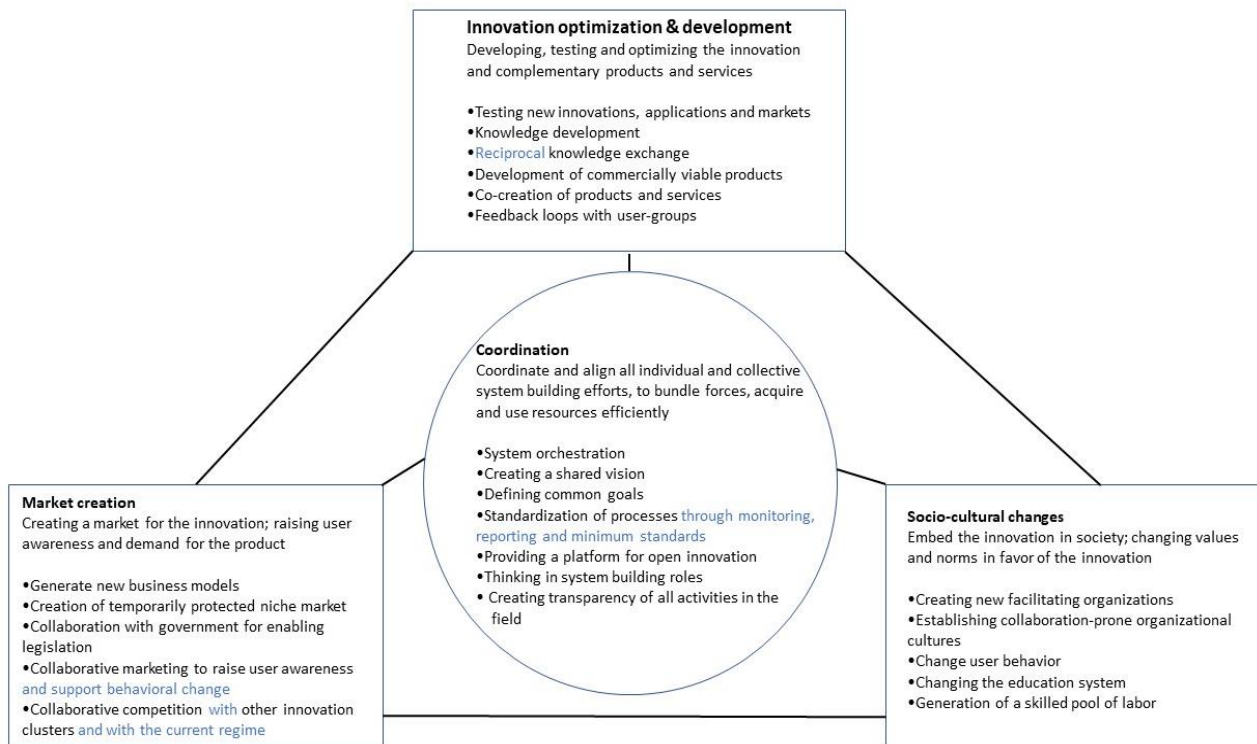 Innovation optimization & development
Developing, testing and optimizing the innovation
and complementary products and services
•Testing new innovations, applications and markets
•Knowledge development
•Reciprocal knowledge exchange
•Development of commercially viable products
•Co-creation of products and services
•Feedback loops with user-groups
Coordination
Coordinate and align all individual and collective
system building efforts, to bundle forces, acquire
and use resources efficiently
•System orchestration
•Creating a shared vision
•Defining common goals
•Standardization of processes through monitoring,
reporting and minimum standards
•Providing a platform for open innovation
•Thinking in system building roles
• Creating transparency of all activities in the
field
Market creation
Creating a market for the innovation; raising user
awareness and demand for the product
•Generate new business models
•Creation of temporarily protected niche market
•Collaboration with government for enabling
legislation
•Collaborative marketing to raise user awareness
and support behavioral change
•Collaborative competition with other innovation
clusters and with the current regime
Socio-cultural changes
Embed the innovation in society; changing values
and norms in favor of the innovation
•Creating new facilitating organizations
•Establishing collaboration-prone organizational
cultures
•Change user behavior
•Changing the education system
•Generation of a skilled pool of labor